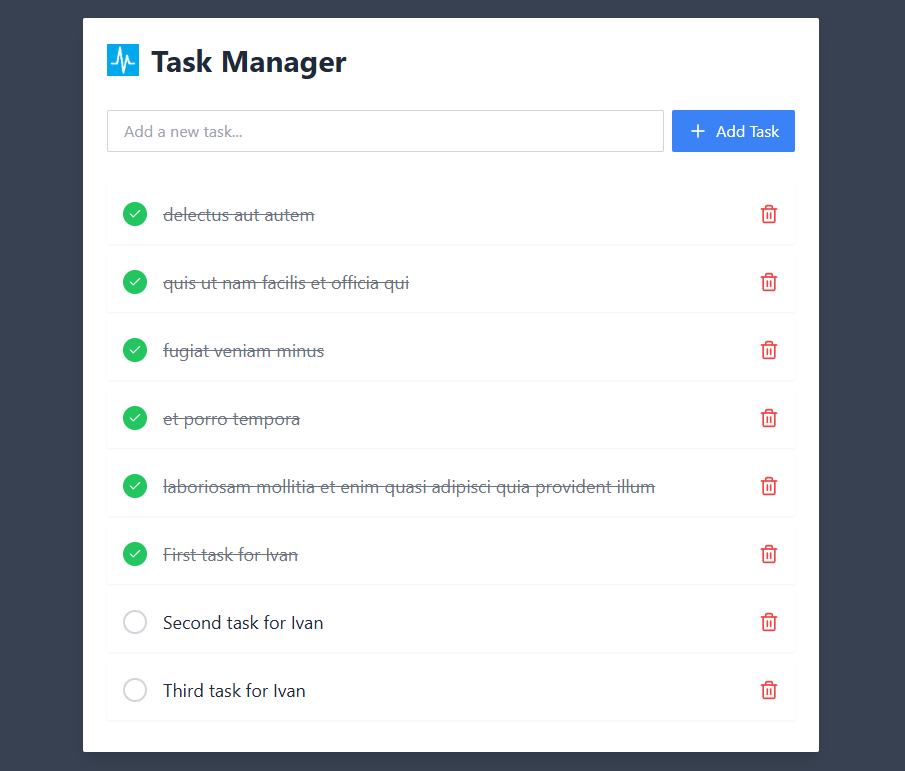 Task Manager
Add a new task...
Add Task
delectus aut autem
quis ut nam facilis et officia qui
fugiat veniam minus
et porro tempora
laboriosam mollitia et enim quasi adipisci quia provident illum
First task for Ivan
Second task for Ivan
Third task for Ivan